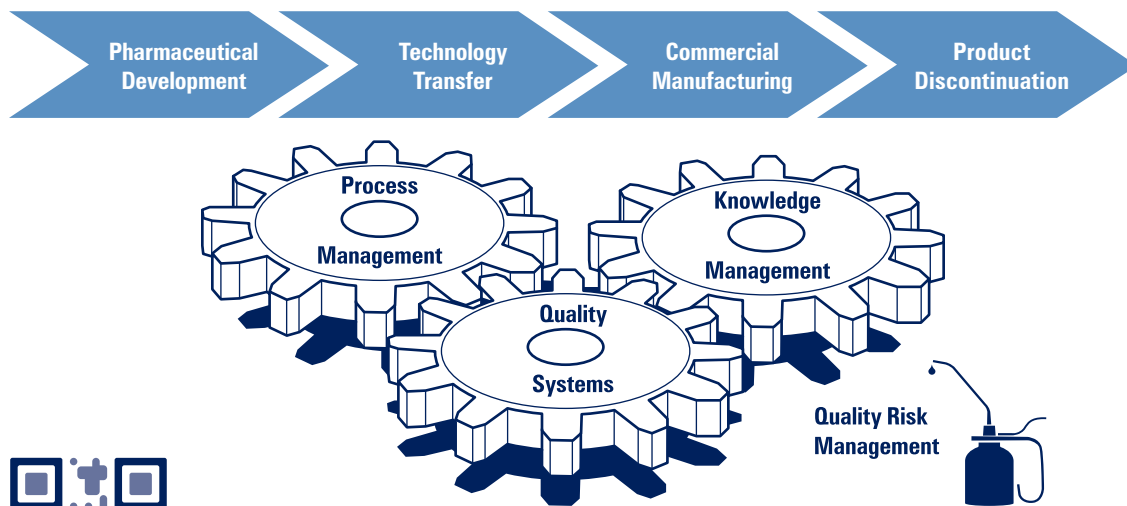 Pharmaceutical
Development
Technology
Transfer
Commercial
Manufacturing
Product
Discontinuation
Process
Management
Knowledge
Management
Quality
Systems
Quality Risk
Management